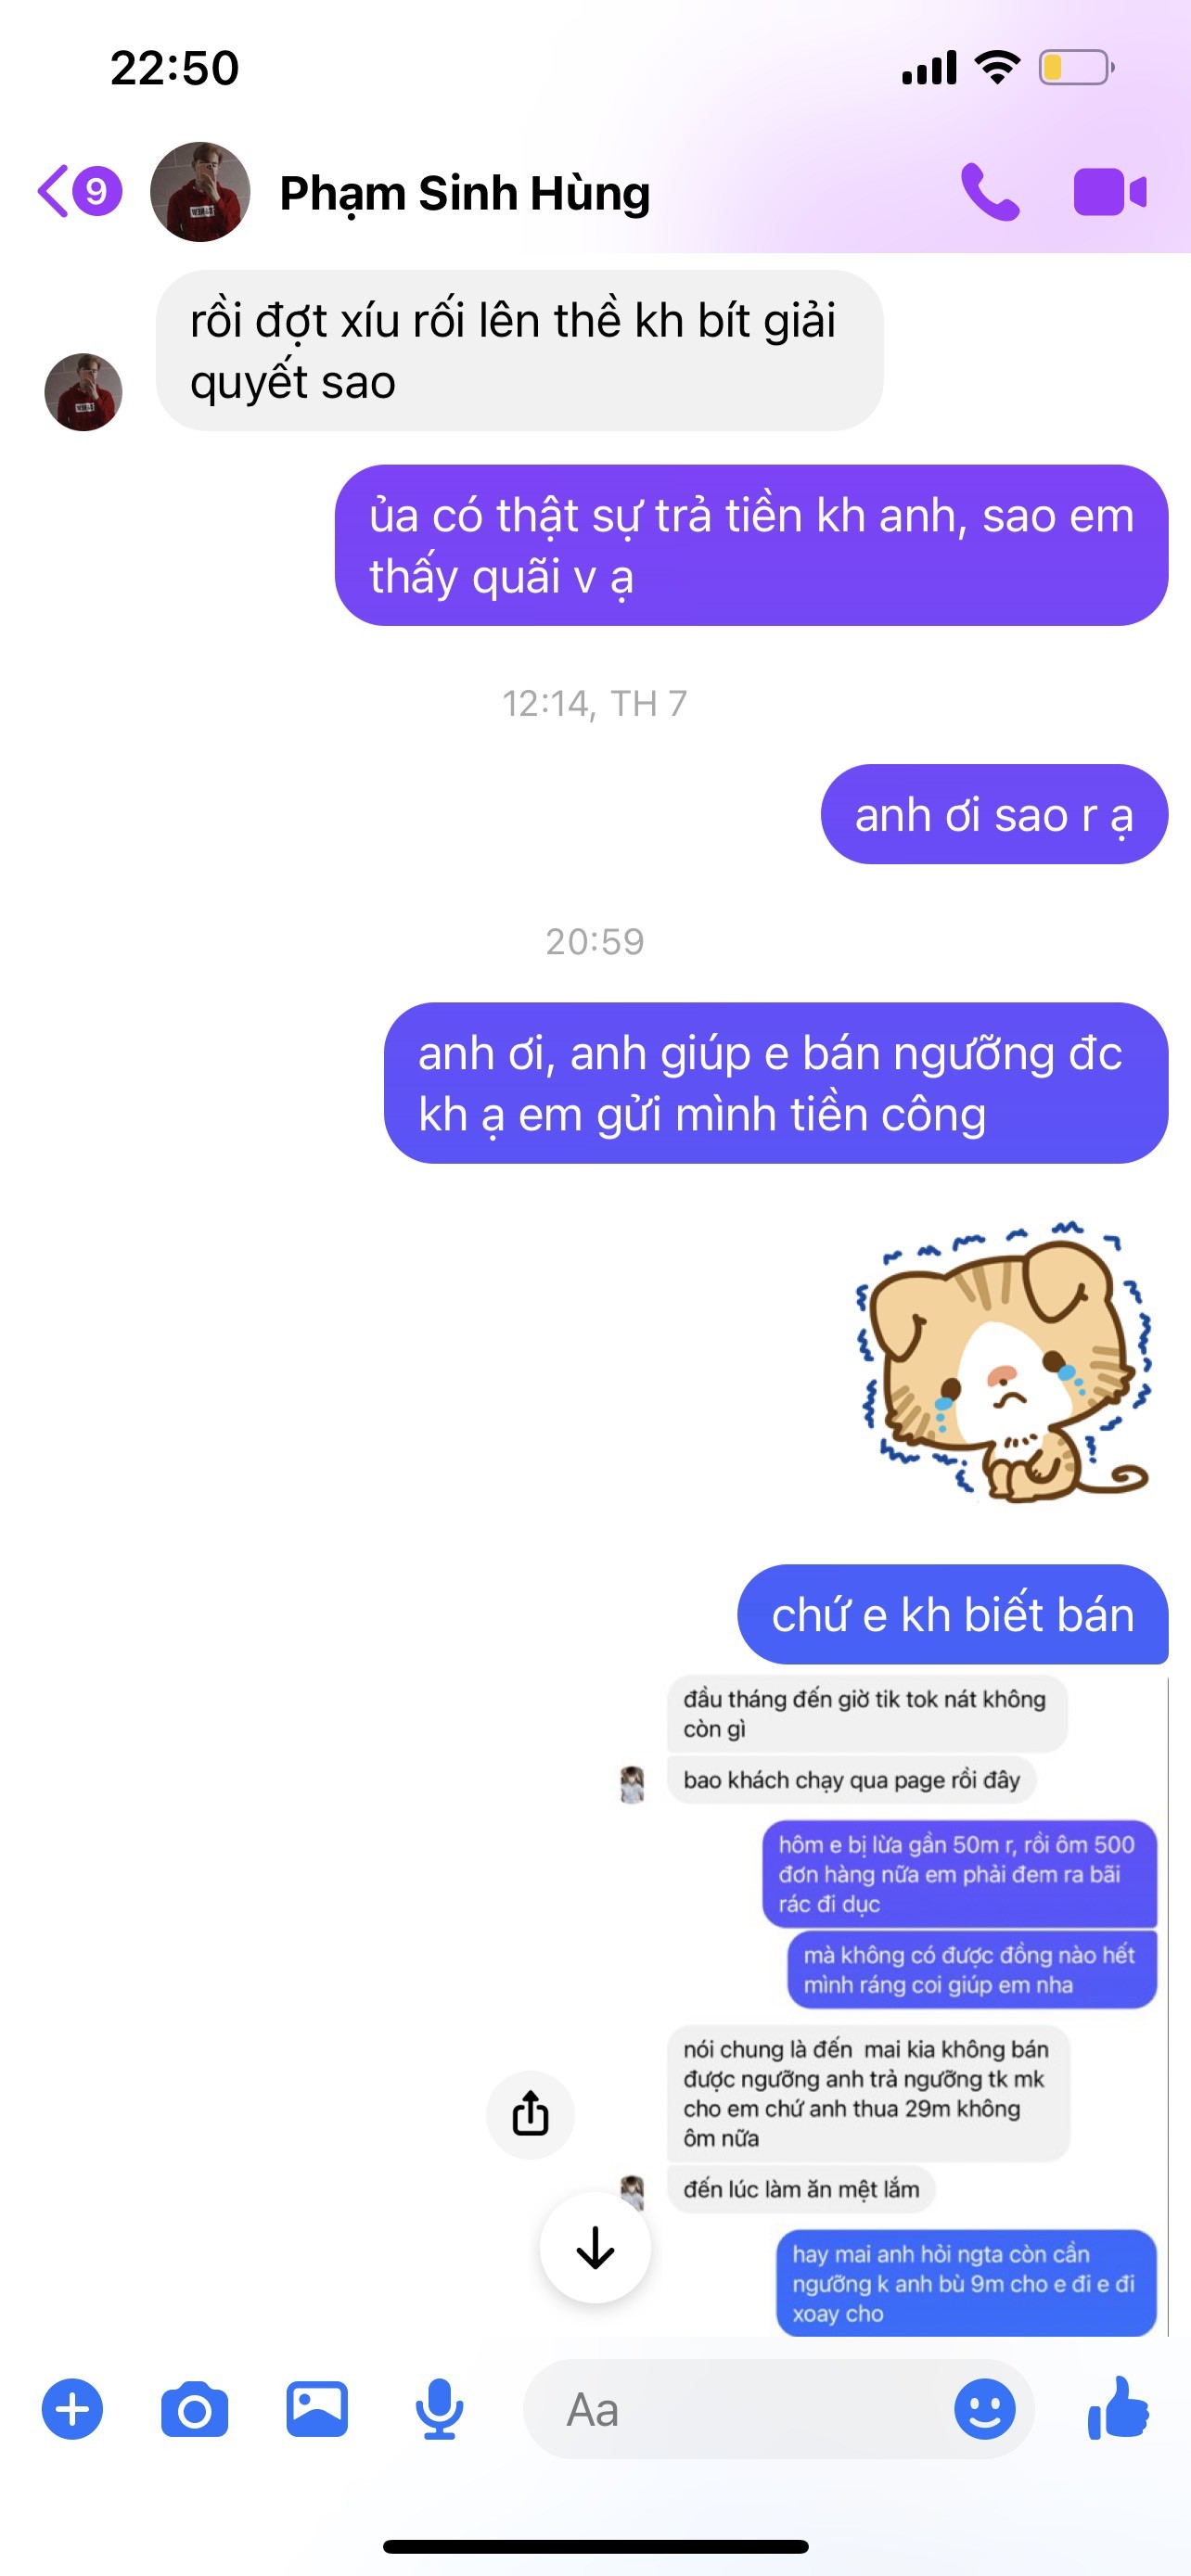 22:50
9
Phạm Sinh Hùng
rồi đợt xíu rối lên thề kh bít giải
quyết sao
ủa có thật sự trả tiền kh anh, sao em
thấy quãi v ạ
12:14, TH 7
anh ơi sao r ạ
20:59
anh ơi, anh giúp e bán ngưỡng đc
kh ạ em gửi mình tiền công
chứ e kh biết bán
đầu tháng đến giờ tik tok nát không
còn gì
bao khách chạy qua page rồi đây
hôm e bị lừa gần 50m r, rồi ôm 500
đơn hàng nữa em phải đem ra bãi
rác đi dục
mà không có được đồng nào hết
mình ráng coi giúp em nha
nói chung là đến mai kia không bán
được ngưỡng anh trả ngưỡng tk mk
cho em chứ anh thua 29m không
ôm nữa
đến lúc làm ăn mệt lắm
hay mai anh hỏi ngta còn cần
ngưỡng k anh bù 9m cho e đi e đi
xoay cho
Aa